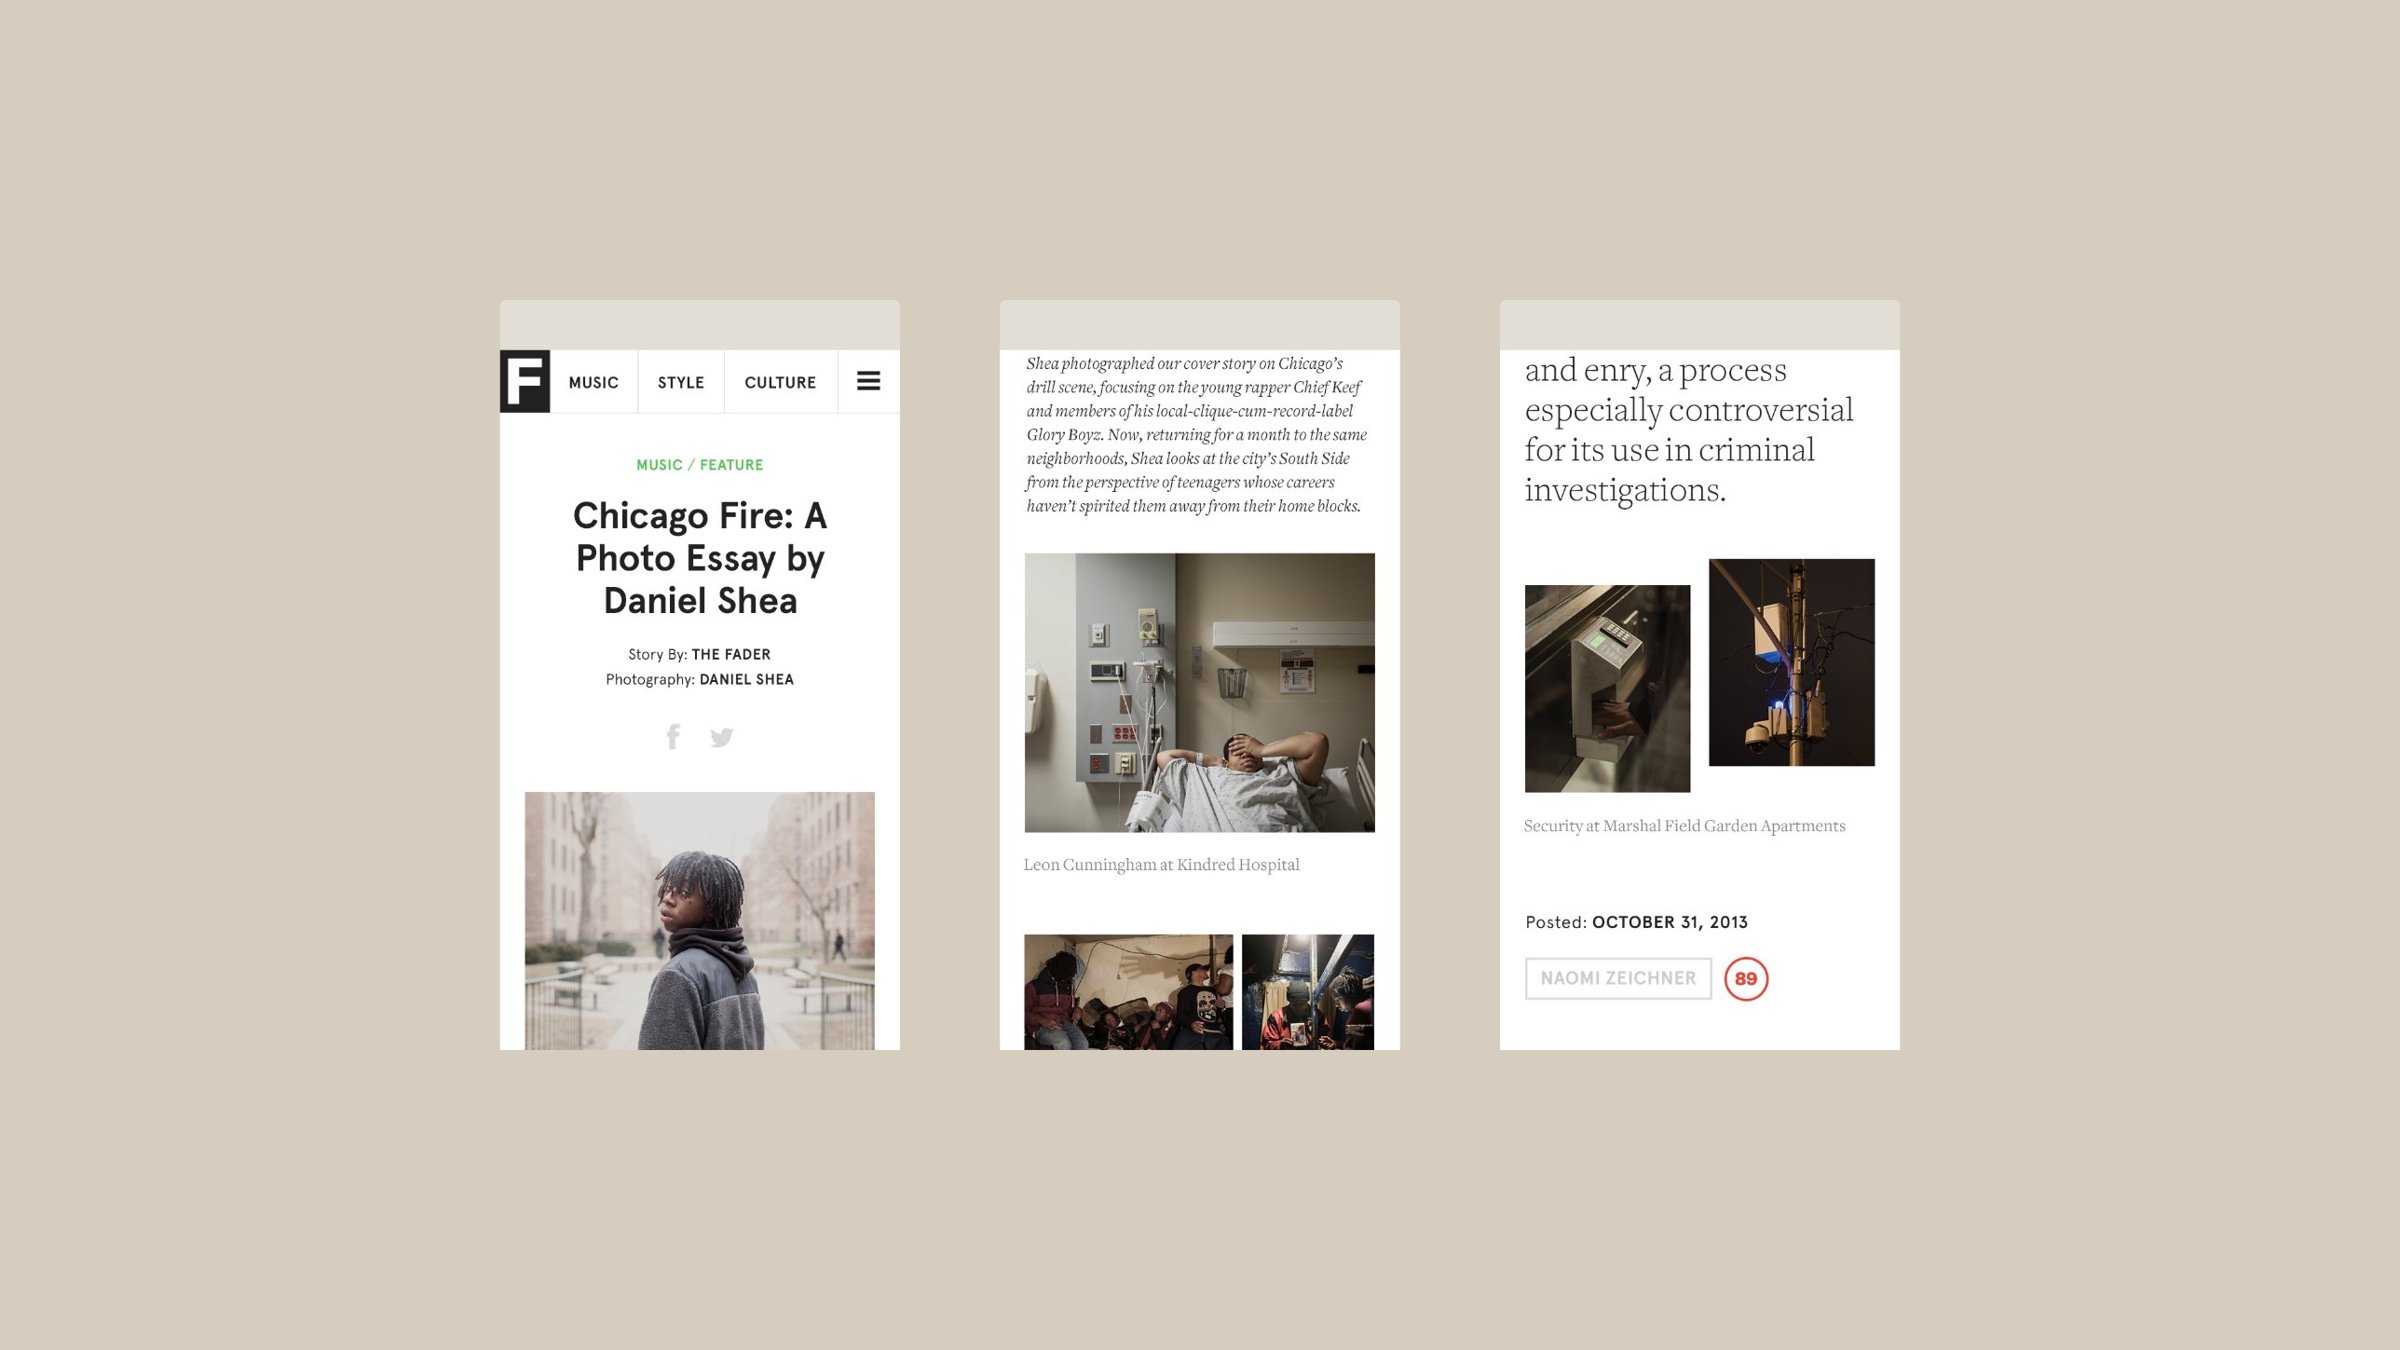 F
MUSIC
STYLE
CULTURE
MUSIC / FEATURE
Chicago Fire: A
Photo Essay by
Daniel Shea
Story By: THE FADER
Photography: DANIEL SHEA
Shea photographed our cover story on Chicago’s
drill scene, focusing on the young rapper Chief Keef
and members of his local-clique-cum-record-label
Glory Boyz. Now, returning for a month to the same
neighborhoods, Shea looks at the city’s South Side
from the perspective of teenagers whose careers
haven’t spirited them away from their home blocks.
Leon Cunningham at Kindred Hospital
and enry, a process
especially controversial
for its use in criminal
investigations.
Security at Marshal Field Garden Apartments
Posted: OCTOBER 31, 2013
NAOMI ZEICHNER
89